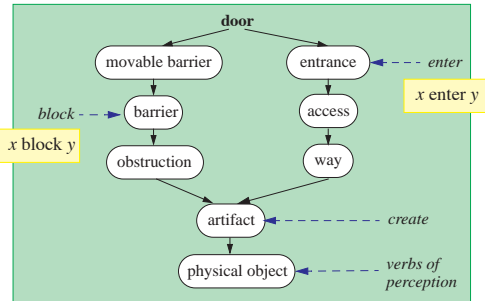 door
movable barrier
entrance
enter
x enter y
block
barrier
access
x block y
obstruction
way
artifact
create
physical object
verbs of
perception